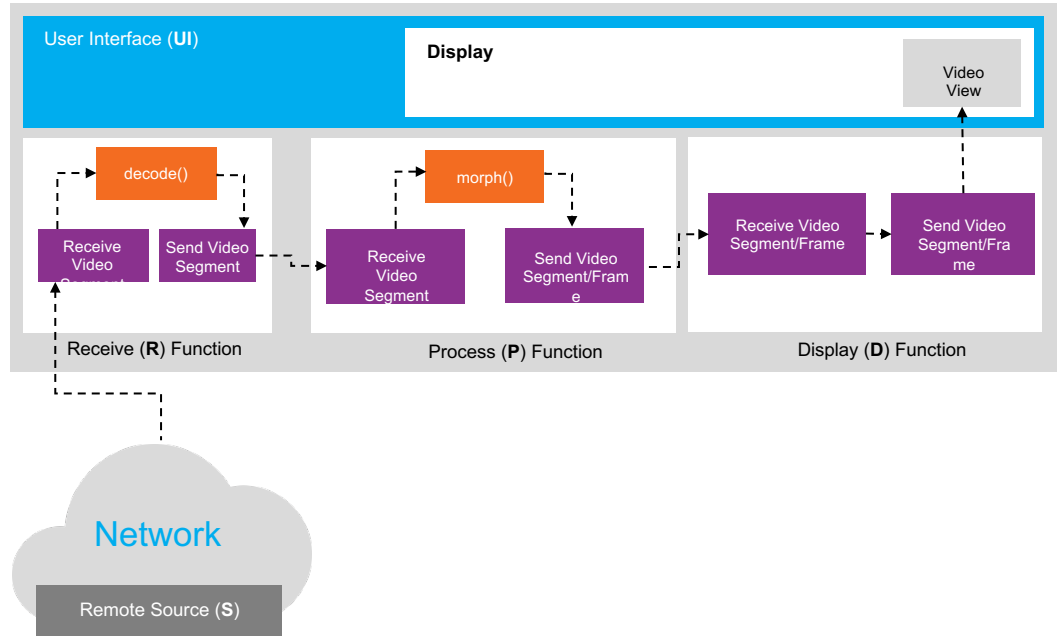 User Interface (UI)
Display
Video
View
decode()
morph()
Receive
Video
Segment
Send Video
Segment
Receive
Video
Segment
Send Video
Segment/Fram
e
Receive Video
Segment/Frame
Send Video
Segment/Fra
me
Receive (R) Function
Process (P) Function
Display (D) Function
Network
Remote Source (S)